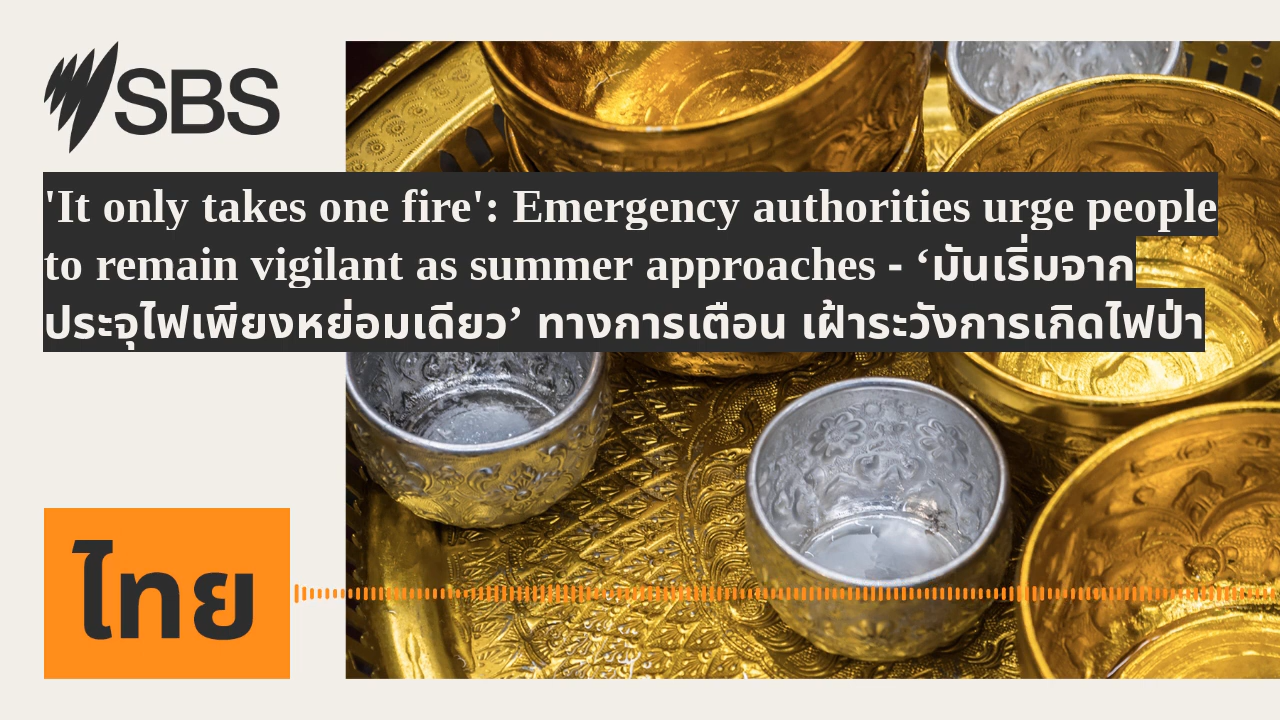 SBS
'It only takes one fire': Emergency authorities urge people
to remain vigilant as summer approaches - ‘มันเริ่มจาก
ประจุไฟเพียงหย่อมเดียว’ ทางการเตือน เฝ้าระวังการเกิดไฟป่า
ไทย